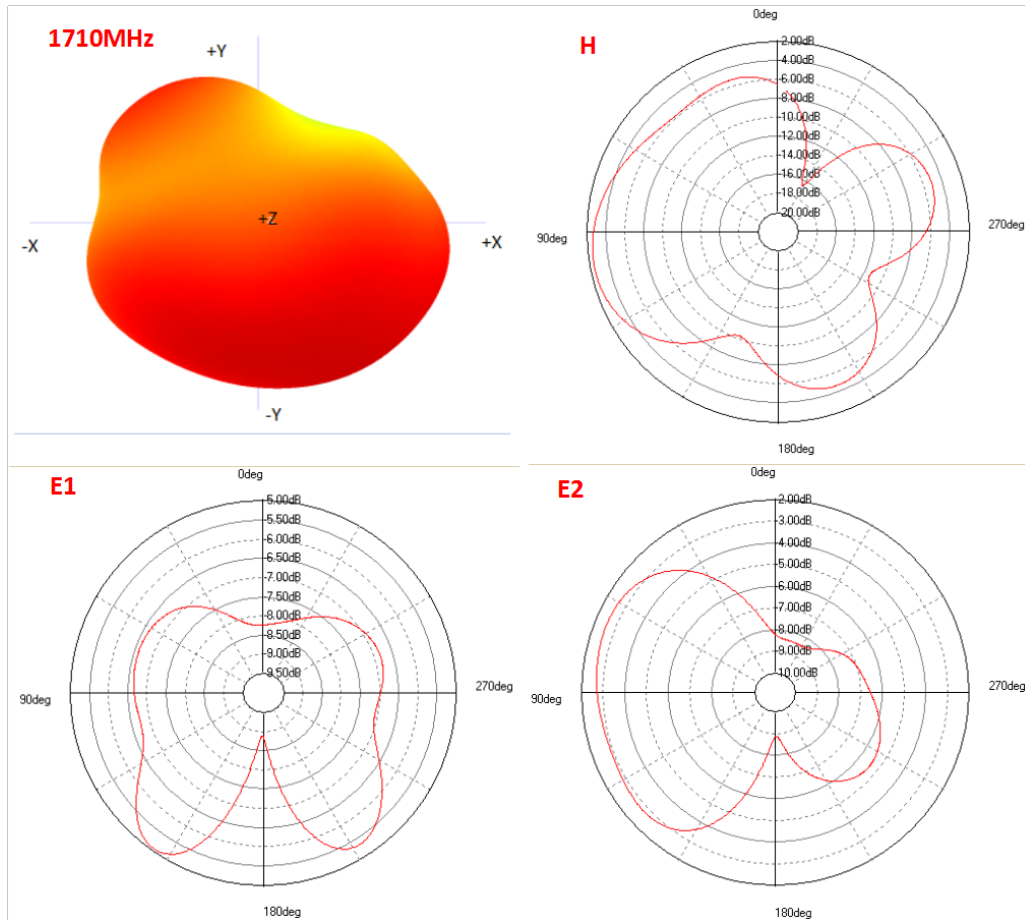 1710MHz
+Y
-X
+Z
+X
-Y
H
0deg
-2.00dB
-4.00dB
-6.00dB
-8.00dB
-10.00dB
-12.00dB
-14.00dB
-16.00dB
-18.00dB
-20.00dB
90deg
270deg
180deg
E1
0deg
-5.00dB
-5.50dB
-6.00dB
-6.50dB
-7.00dB
-7.50dB
-8.00dB
-8.50dB
-9.00dB
-9.50dB
90deg
270deg
180deg
E2
0deg
-2.00dB
-3.00dB
-4.00dB
-5.00dB
-6.00dB
-7.00dB
-8.00dB
-9.00dB
-10.00dB
90deg
270deg
180deg